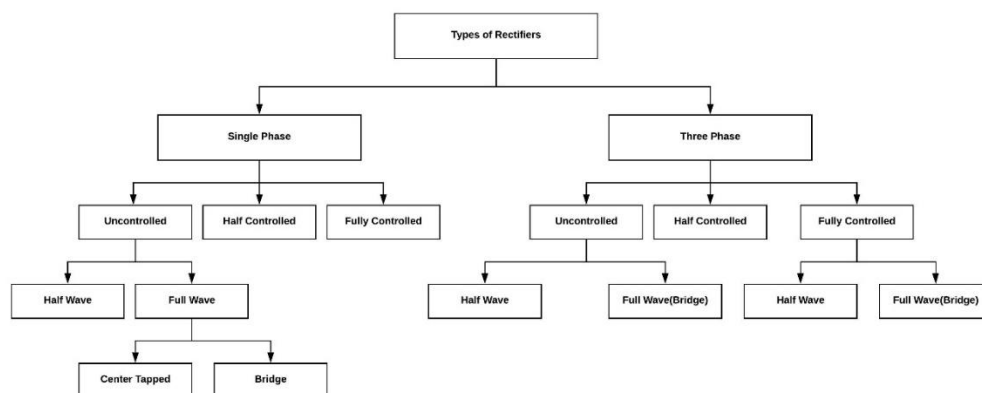 Types of Rectifiers
Single Phase
Three Phase
Uncontrolled
Half Controlled
Fully Controlled
Uncontrolled
Half Controlled
Fully Controlled
Half Wave
Full Wave
Half Wave
Full Wave(Bridge)
Half Wave
Full Wave(Bridge)
Center Tapped
Bridge